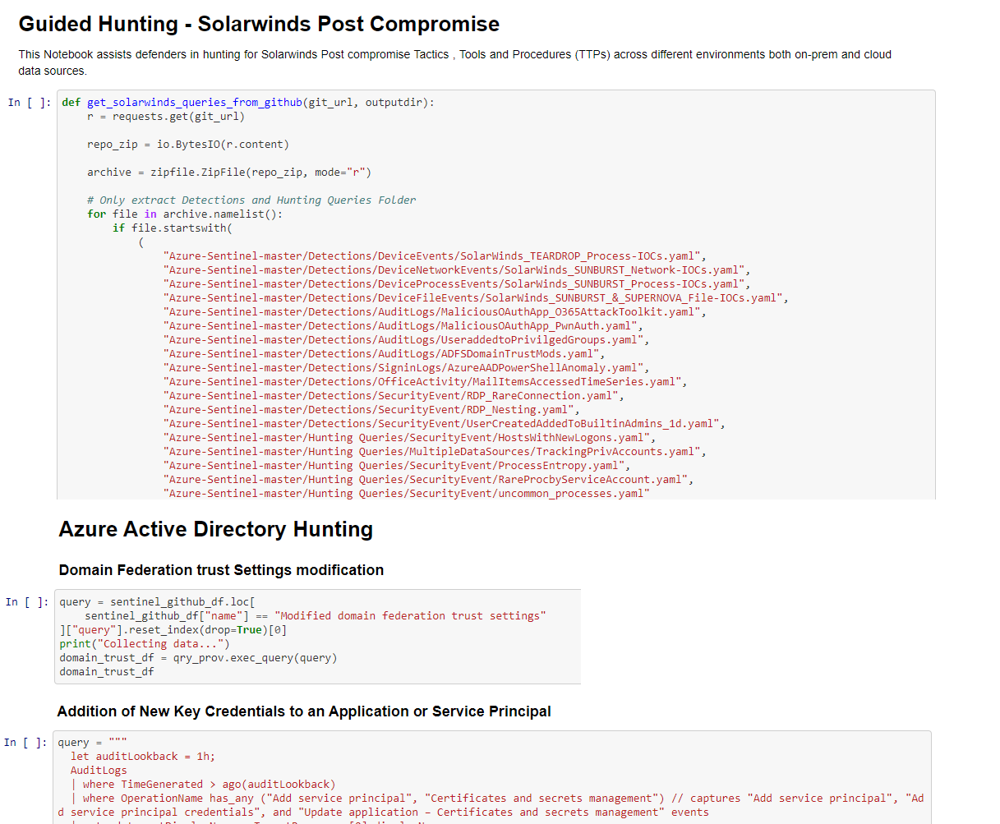 Guided Hunting - Solarwinds Post Compromise
This Notebook assists defenders in hunting for Solarwinds Post compromise Tactics , Tools and Procedures (TTPs) across different environments both on-prem and cloud
data sources.
In [ ]: def get_solarwinds_queries_from_github(git_url, outputdir):
r = requests.get(git_url)
repo_zip = io.BytesIO(r.content)
archive = zipfile.ZipFile(repo_zip, mode="r")
# Only extract Detections and Hunting Queries Folder
for file in archive.namelist():
if file.startswith(
(
"Azure-Sentinel-master/Detections/DeviceEvents/SolarWinds_TEARDROP_Process-IOCs.yaml",
"Azure-Sentinel-master/Detections/DeviceNetworkEvents/SolarWinds_SUNBURST_Network-IOCs.yaml",
"Azure-Sentinel-master/Detections/DeviceProcessEvents/SolarWinds_SUNBURST_Process-IOCs.yaml",
"Azure-Sentinel-master/Detections/DeviceFileEvents/SolarWinds_SUNBURST_&_SUPERNOVA_File-IOCs.yaml",
"Azure-Sentinel-master/Detections/AuditLogs/MaliciousOAuthApp_O365AttackToolkit.yaml",
"Azure-Sentinel-master/Detections/AuditLogs/MaliciousOAuthApp_PwnAuth.yaml",
"Azure-Sentinel-master/Detections/AuditLogs/UseraddedtoPrivilgedGroups.yaml",
"Azure-Sentinel-master/Detections/AuditLogs/ADFSDomainTrustMods.yaml",
"Azure-Sentinel-master/Detections/SigninLogs/AzureAADPowerShellAnomaly.yaml",
"Azure-Sentinel-master/Detections/OfficeActivity/MailItemsAccessedTimeSeries.yaml",
"Azure-Sentinel-master/Detections/SecurityEvent/RDP_RareConnection.yaml",
"Azure-Sentinel-master/Detections/SecurityEvent/RDP_Nesting.yaml",
"Azure-Sentinel-master/Detections/SecurityEvent/UserCreatedAddedToBuiltinAdmins_1d.yaml",
"Azure-Sentinel-master/Hunting Queries/SecurityEvent/HostsWithNewLogons.yaml",
"Azure-Sentinel-master/Hunting Queries/MultipleDataSources/TrackingPrivAccounts.yaml",
"Azure-Sentinel-master/Hunting Queries/SecurityEvent/ProcessEntropy.yaml",
"Azure-Sentinel-master/Hunting Queries/SecurityEvent/RareProcbyServiceAccount.yaml",
"Azure-Sentinel-master/Hunting Queries/SecurityEvent/uncommon_processes.yaml"
Azure Active Directory Hunting
Domain Federation trust Settings modification
In [ ]: query = sentinel_github_df.loc[
sentinel_github_df["name"] == "Modified domain federation trust settings"
]["query"].reset_index(drop=True)[0]
print("Collecting data...")
domain_trust_df = qry_prov.exec_query(query)
domain_trust_df
Addition of New Key Credentials to an Application or Service Principal
In [ ]: query = """
let auditLookback = 1h;
AuditLogs
| where TimeGenerated > ago(auditLookback)
| where OperationName has_any ("Add service principal", "Certificates and secrets management") // captures "Add service principal", "Ad
d service principal credentials", and "Update application – Certificates and secrets management" events